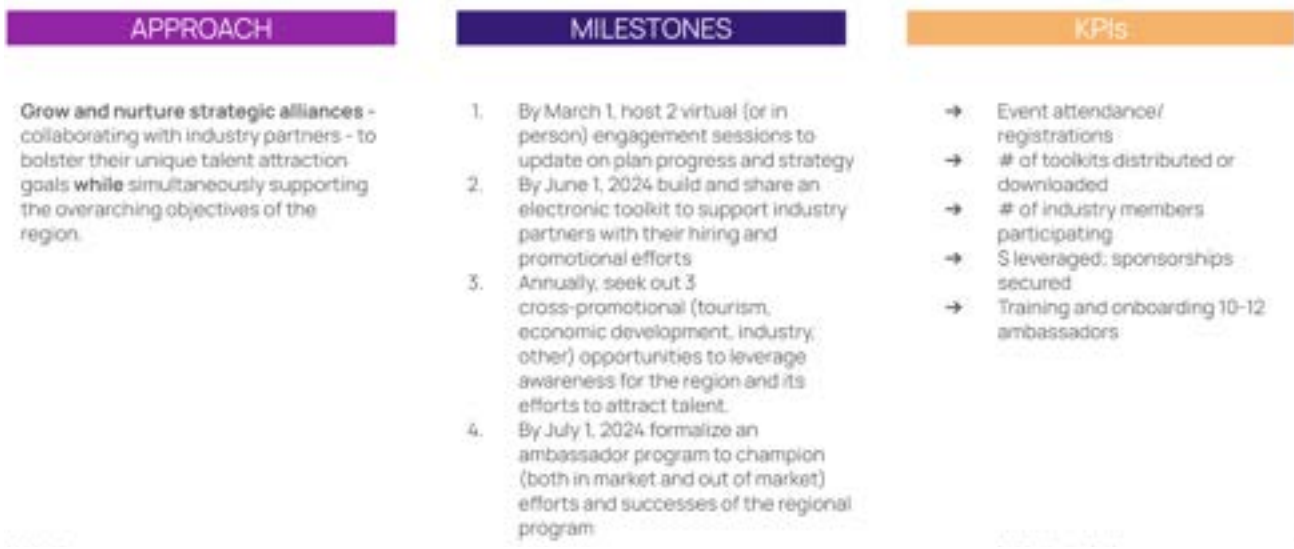 APPROACH
Grow and nurture strategic alliances -
collaborating with industry partners - to
bolster their unique talent attraction
goals while simultaneously supporting
the overarching objectives of the
region.
MILESTONES
1. By March 1, host 2 virtual (or in
person) engagement sessions to
update on plan progress and strategy
2. By June 1, 2024 build and share an
electronic toolkit to support industry
partners with their hiring and
promotional efforts
3. Annually, seek out 3
cross-promotional (tourism,
economic development, industry,
other) opportunities to leverage
awareness for the region and its
efforts to attract talent.
4. By July 1, 2024 formalize an
ambassador program to champion
(both in market and out of market)
efforts and successes of the regional
program
KPIs
➔ Event attendance/
registrations
➔ # of toolkits distributed or
downloaded
➔ # of industry members
participating
➔ $ leveraged; sponsorships
secured
➔ Training and onboarding 10-12
ambassadors